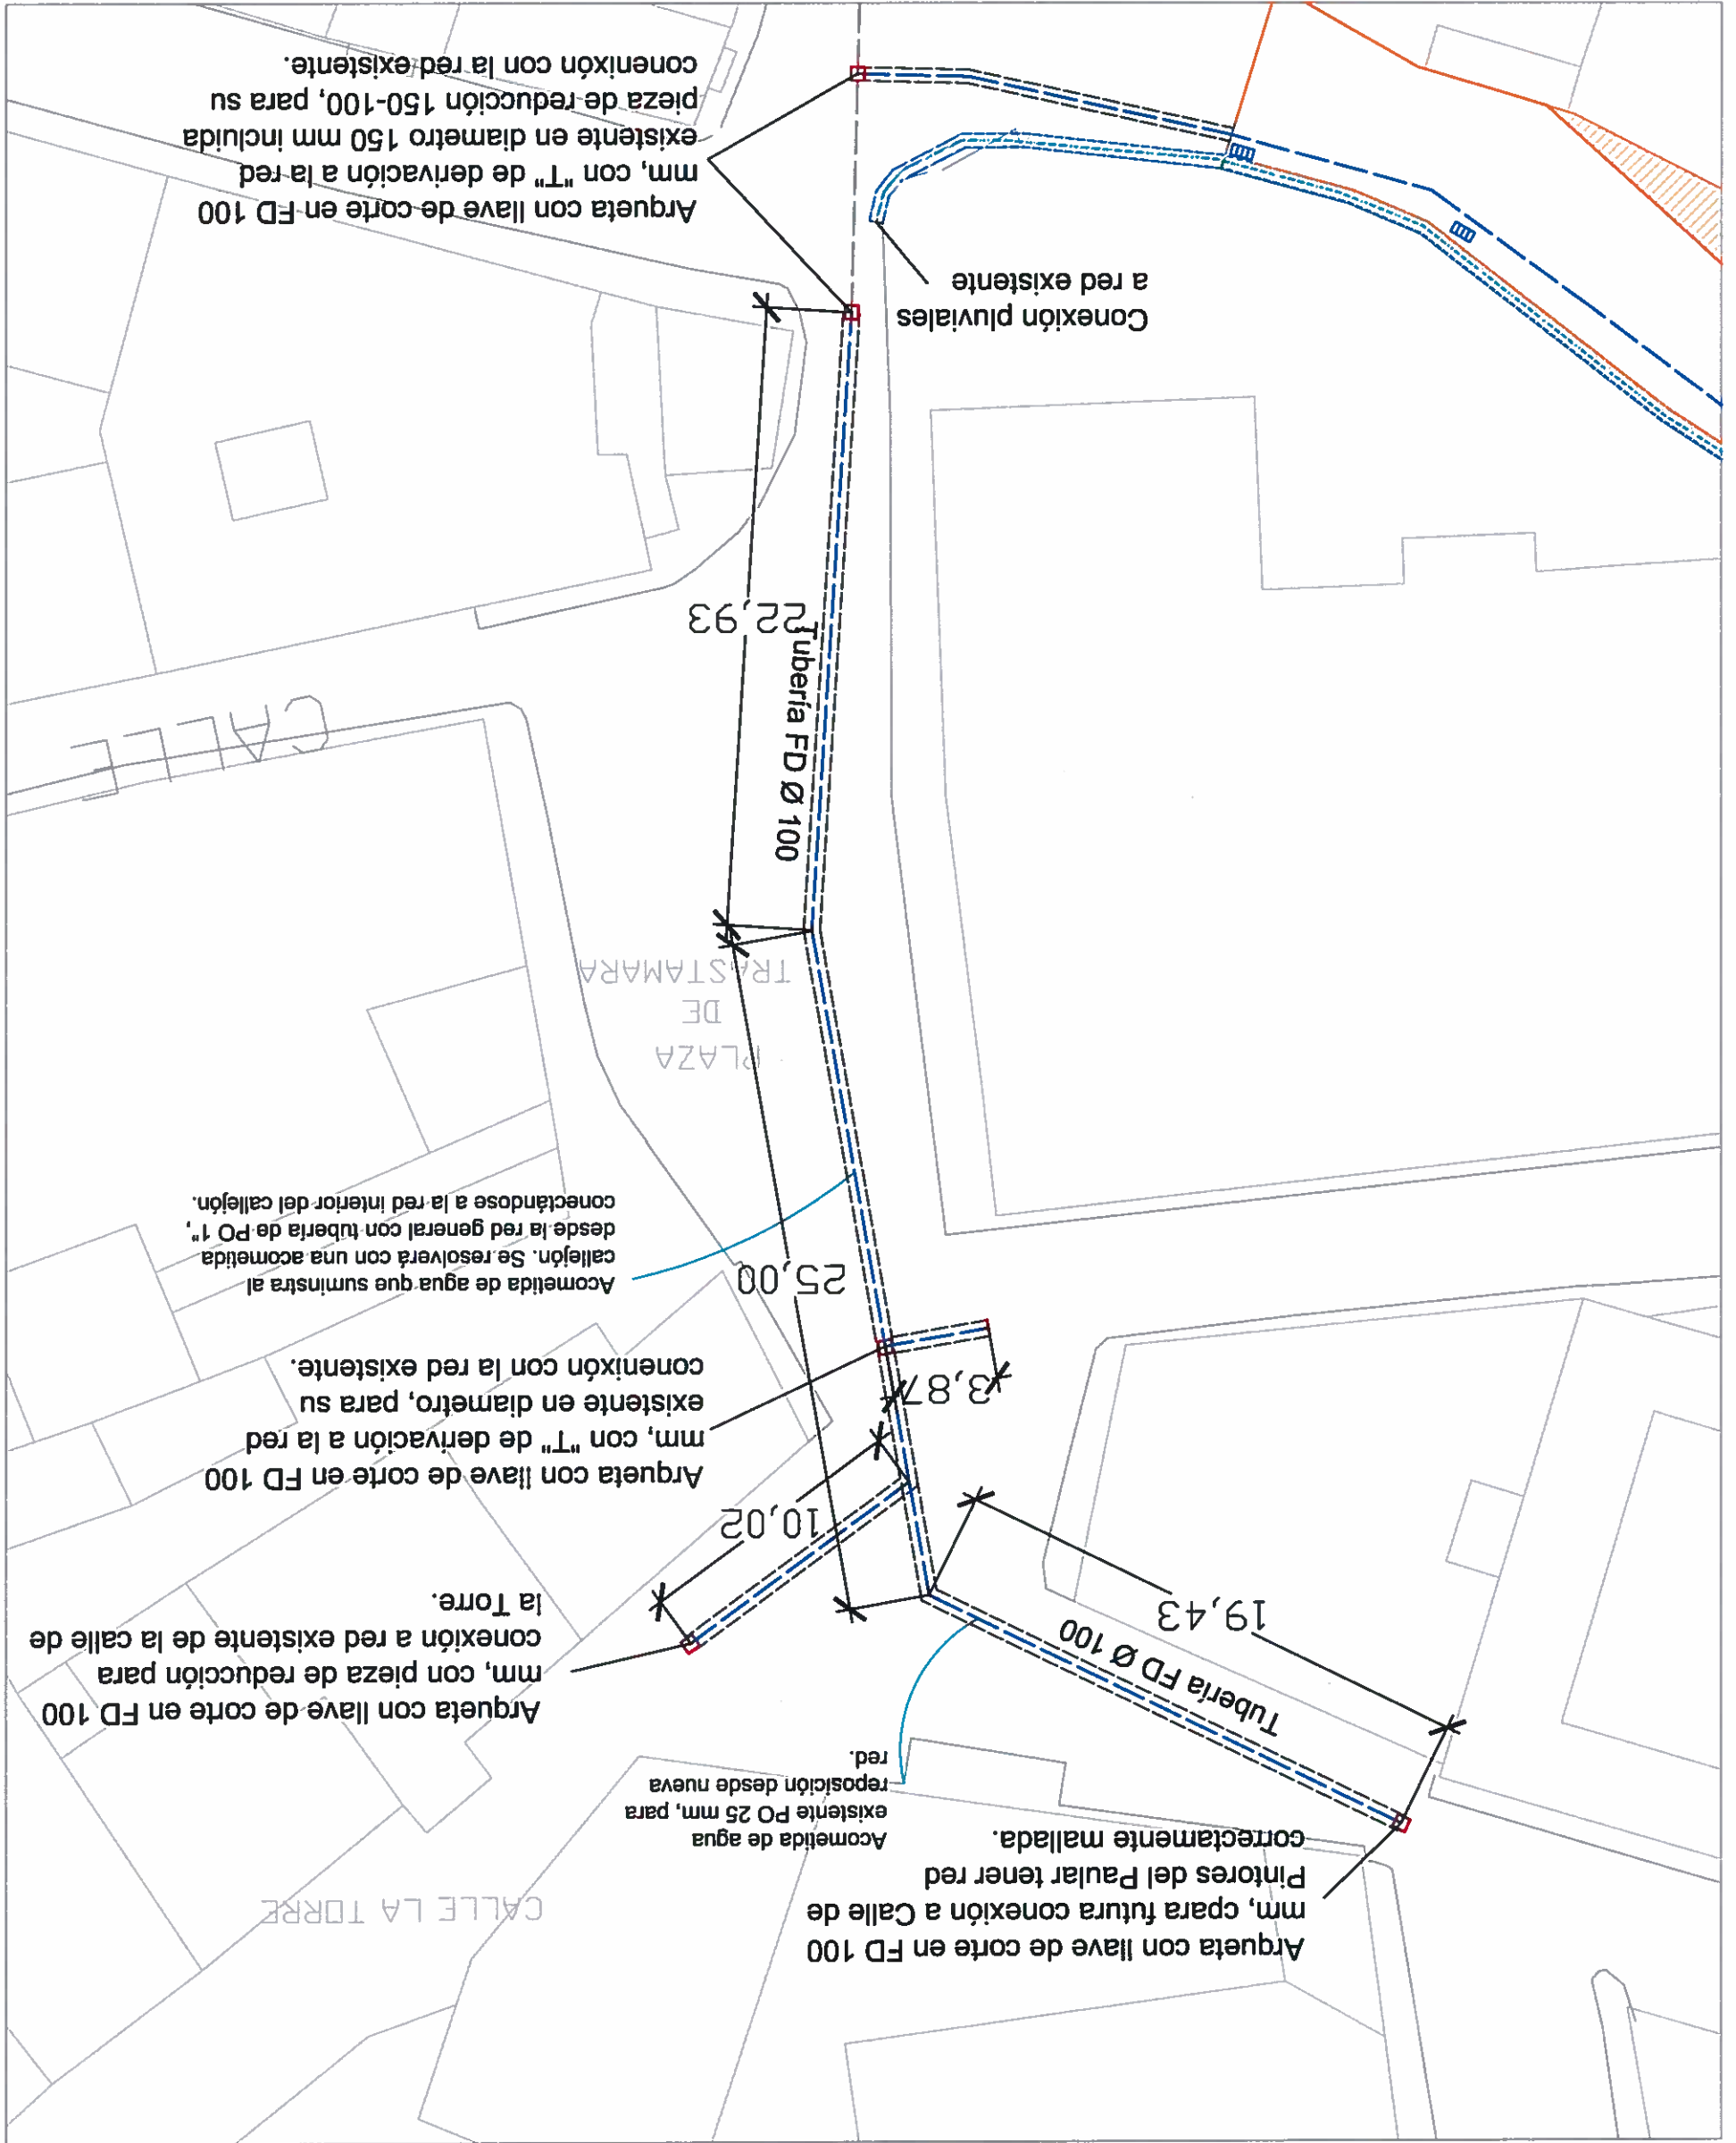 Arqueta con llave de corte en FD 100
mm, cpara futura conexión a Calle de
Pintores del Paular tener red
correctamente mallada.
CALLE LA TORRE
Acometida de agua
existente PO 25 mm, para
reposición desde nueva
red.
Tubería FD Ø 100
19,43
Arqueta con llave de corte en FD 100
mm, con pieza de reducción para
conexión a red existente de la calle de
la Torre.
10,02
3,87
Arqueta con llave de corte en FD 100
mm, con "T" de derivación a la red
existente en diametro, para su
conenixón con la red existente.
25,00
Acometida de agua que suministra al
callejón. Se resolverá con una acometida
desde la red general con tubería de PO 1",
conectándose a la red interior del callejón.
PLAZA
DE
TRASTAMARA
Tubería FD Ø 100
CALLE
22,93
Conexión pluviales
a red existente
Arqueta con llave de corte en FD 100
mm, con "T" de derivación a la red
existente en diametro 150 mm incluida
pieza de reducción 150-100, para su
conenixón con la red existente.